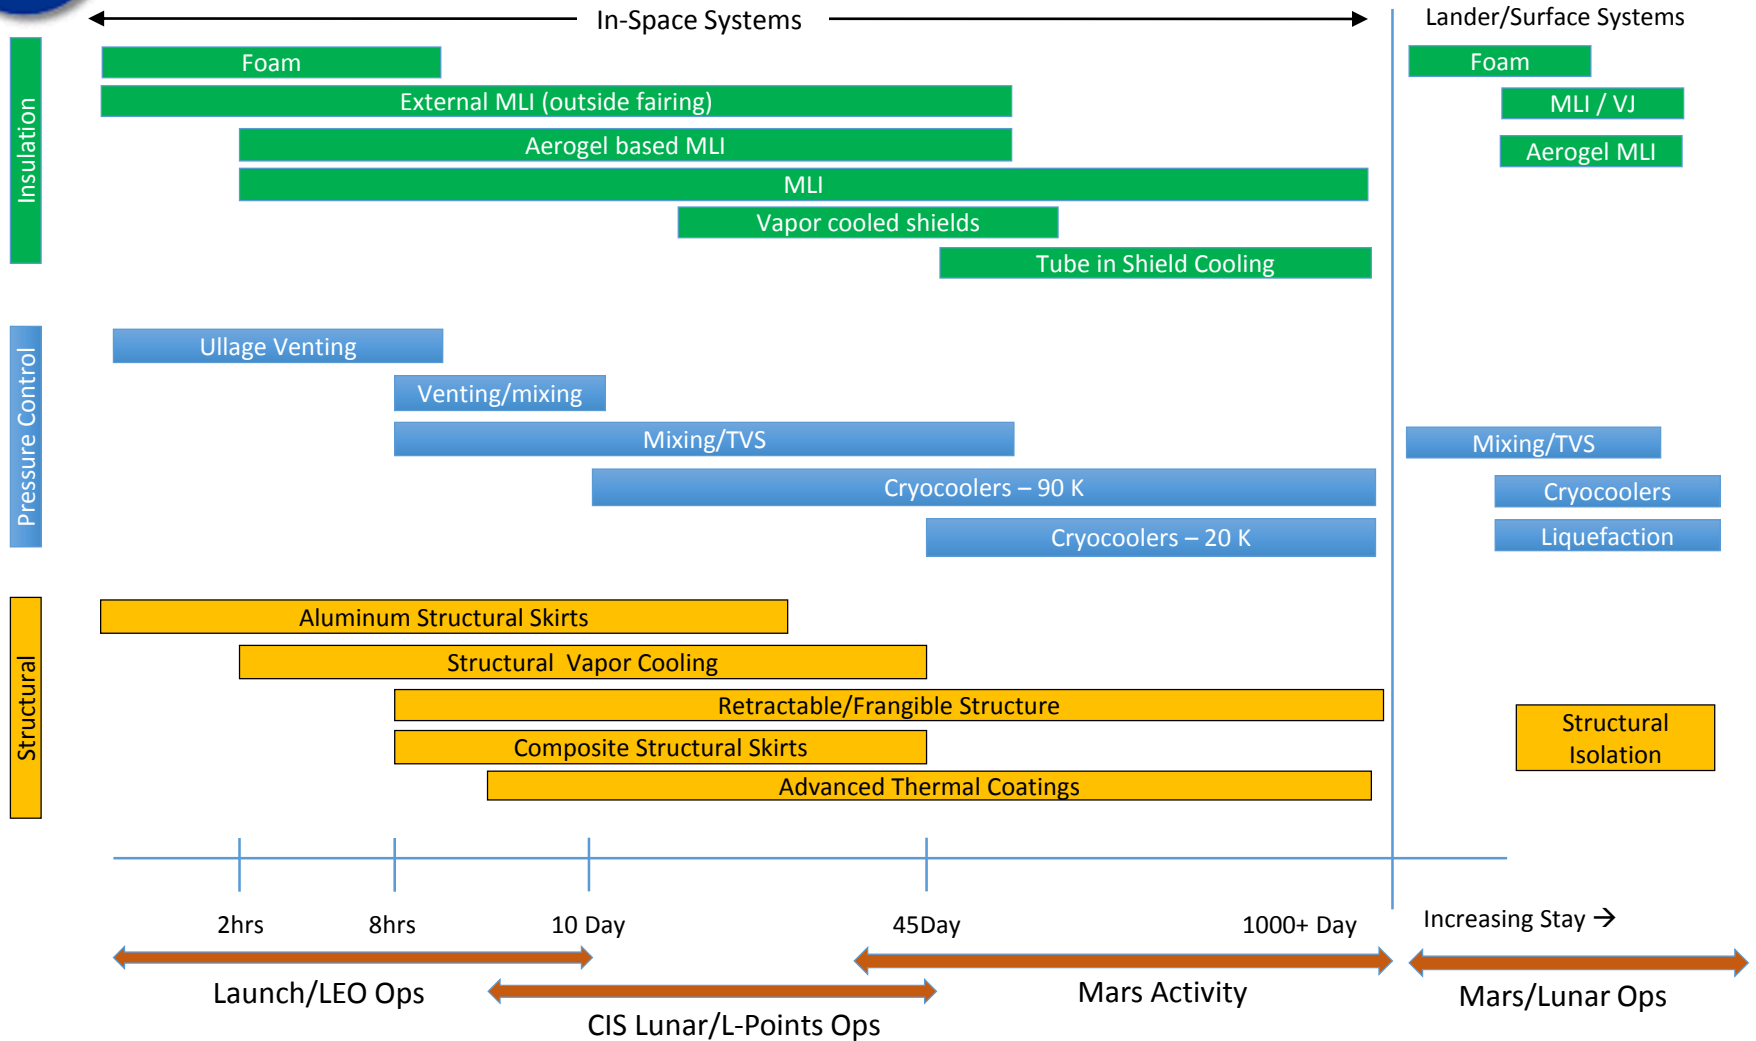 In-Space Systems
Lander/Surface Systems
Insulation
Foam
External MLI (outside fairing)
Aerogel based MLI
MLI
Vapor cooled shields
Tube in Shield Cooling
Foam
MLI / VJ
Aerogel MLI
Pressure Control
Ullage Venting
Venting/mixing
Mixing/TVS
Cryocoolers – 90 K
Cryocoolers – 20 K
Mixing/TVS
Cryocoolers
Liquefaction
Structural
Aluminum Structural Skirts
Structural  Vapor Cooling
Retractable/Frangible Structure
Composite Structural Skirts
Advanced Thermal Coatings
Structural
Isolation
2hrs
8hrs
10 Day
45Day
1000+ Day
Increasing Stay →
Launch/LEO Ops
CIS Lunar/L-Points Ops
Mars Activity
Mars/Lunar Ops